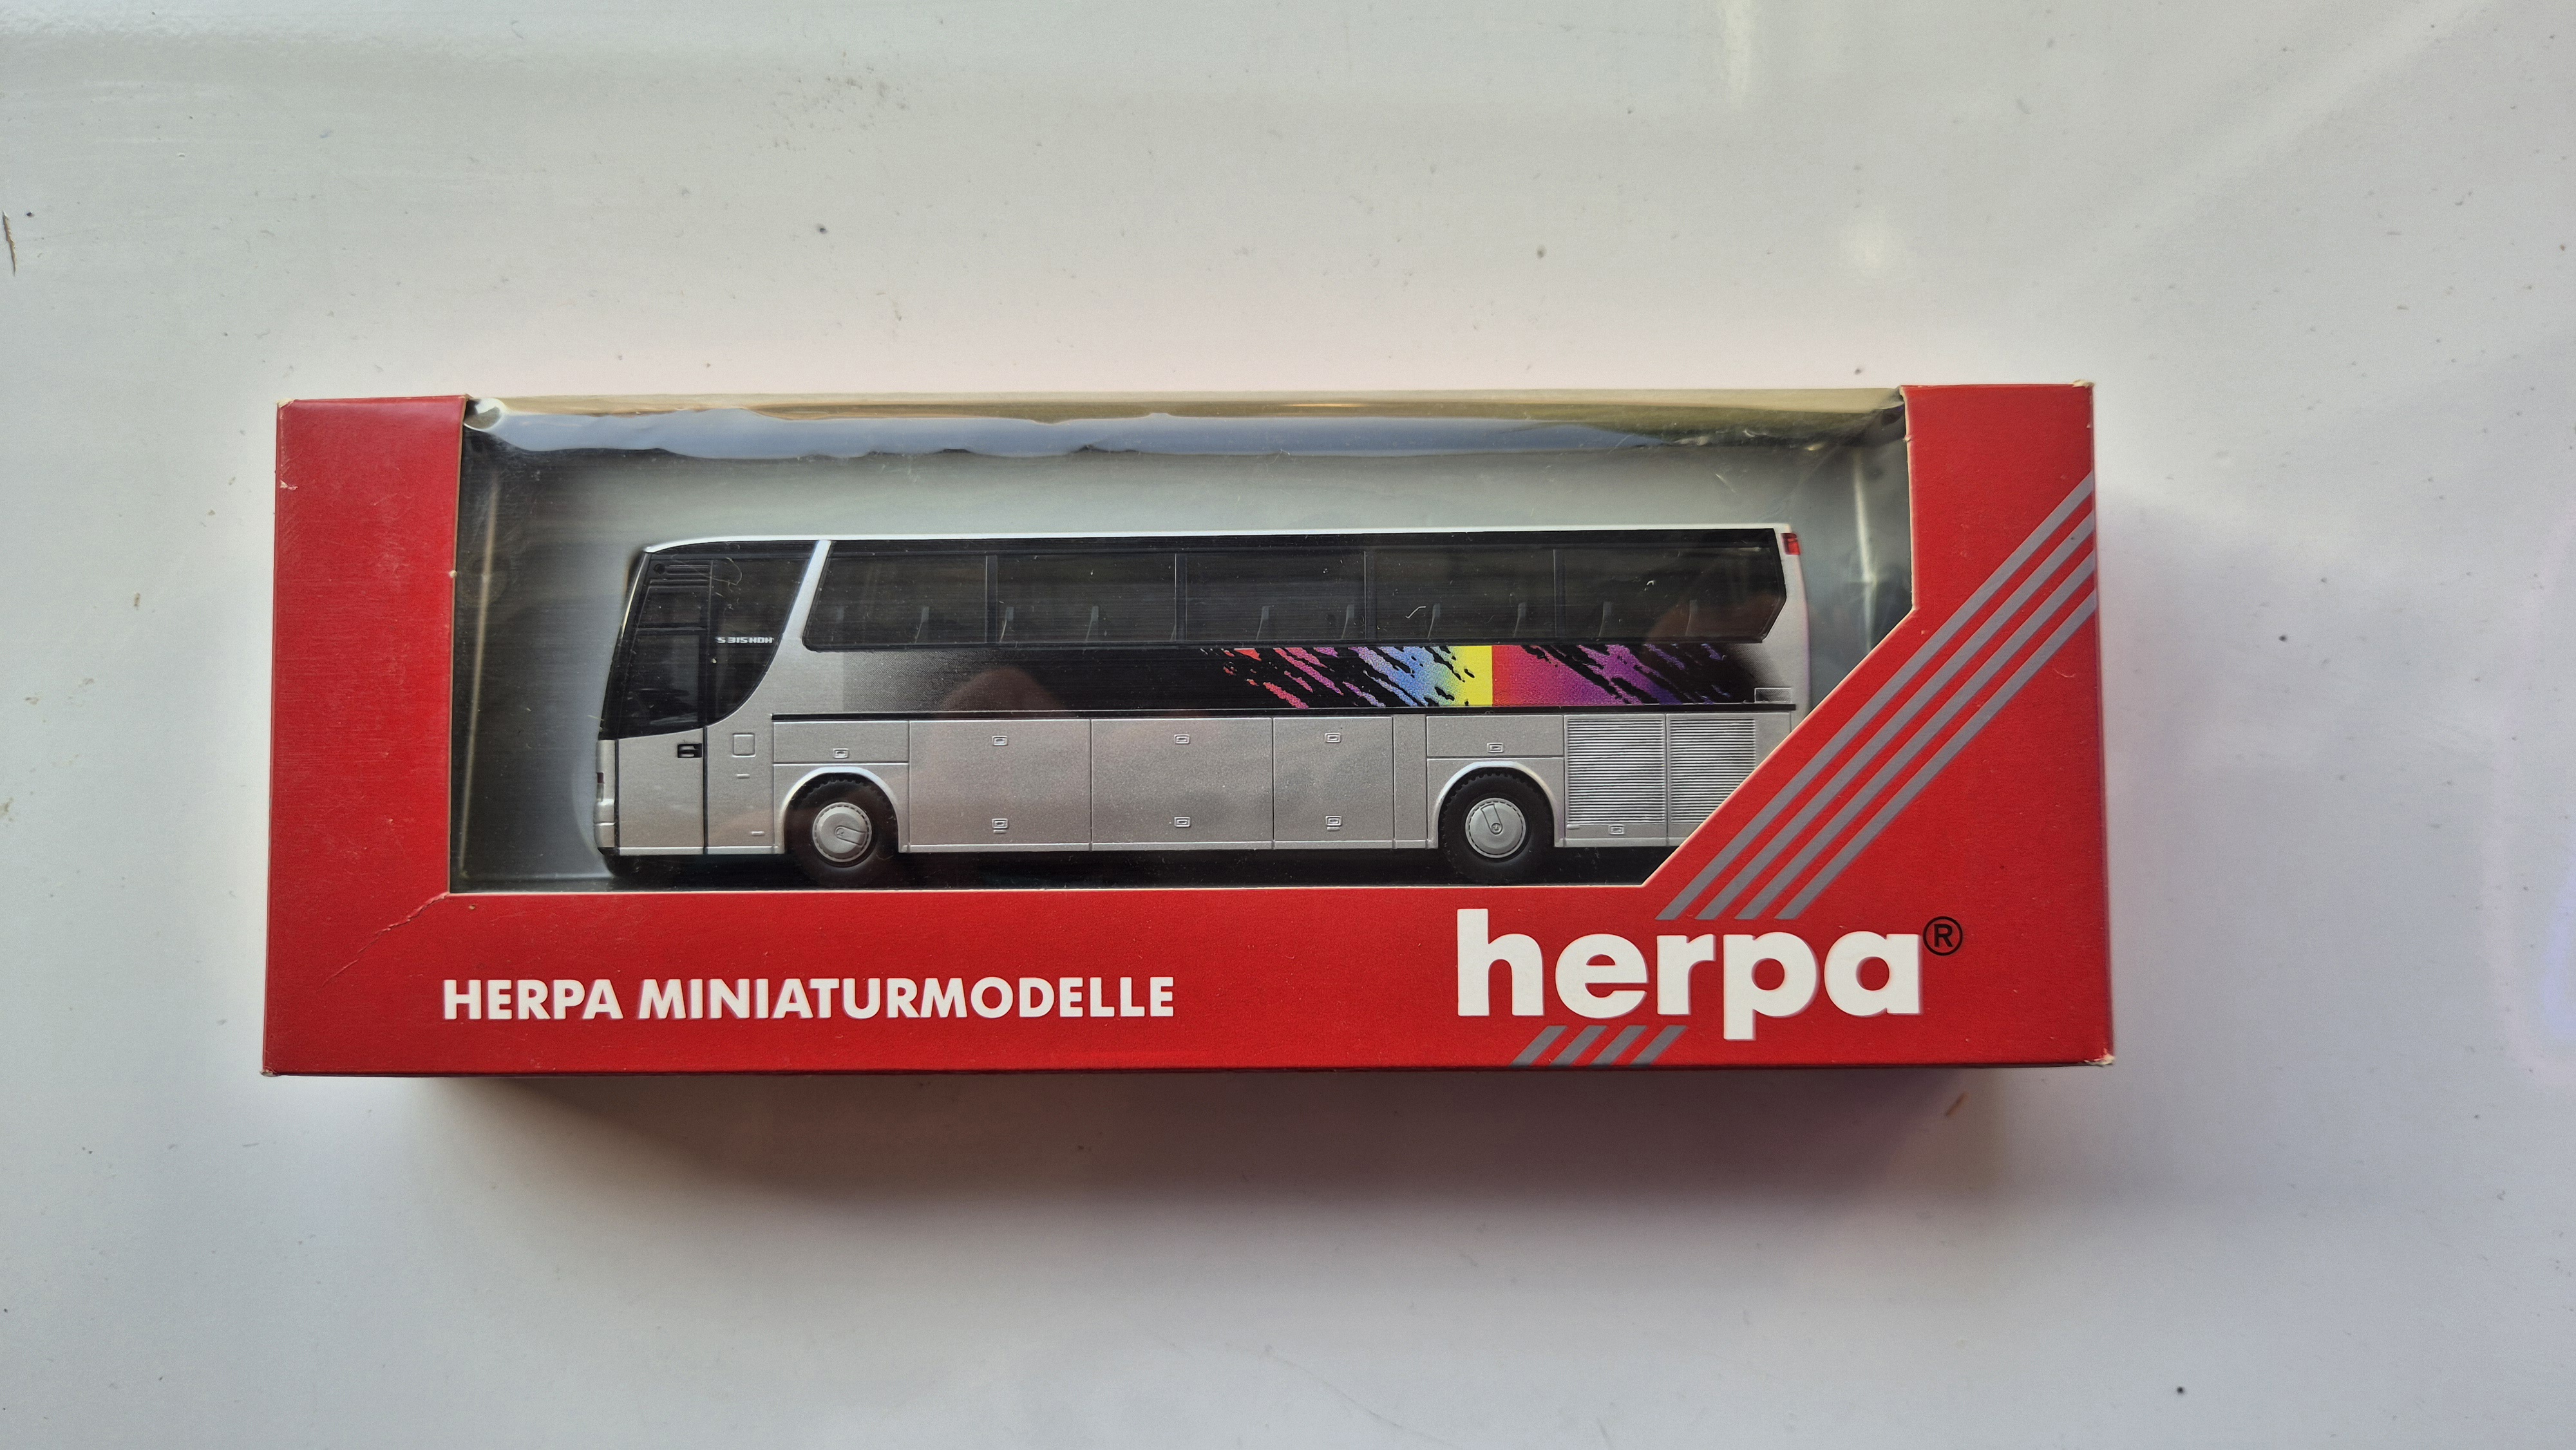 S 315 HDH
herpa®
HERPA MINIATURMODELLE